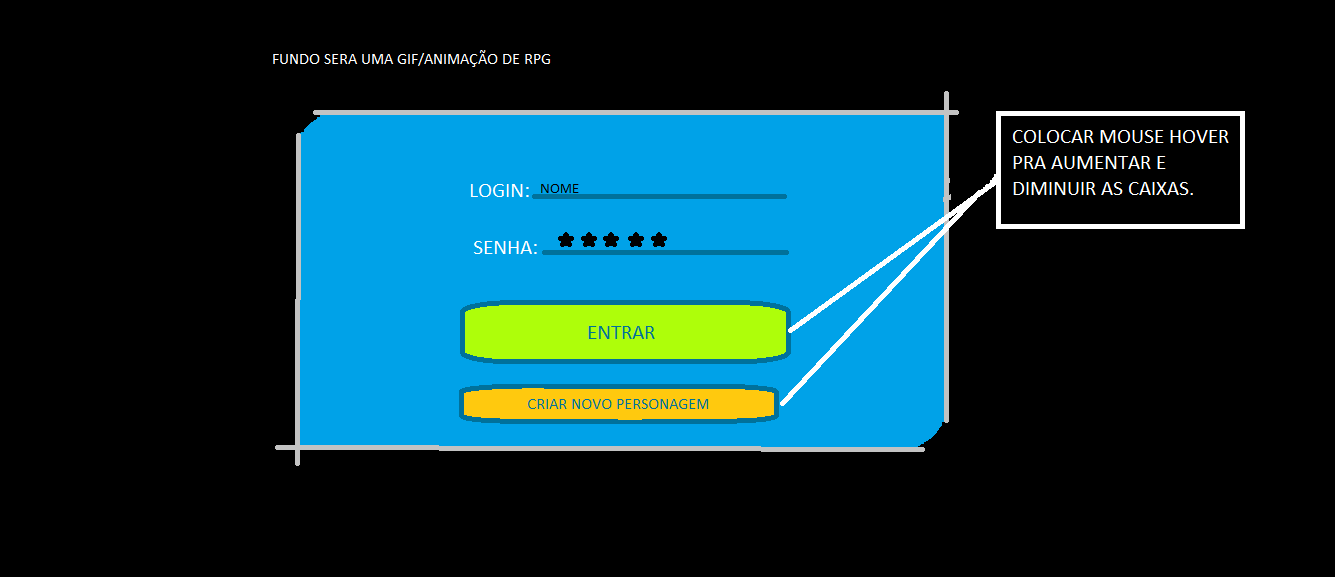 FUNDO SERA UMA GIF/ANIMAÇÃO DE RPG
COLOCAR MOUSE HOVER
PRA AUMENTAR E
DIMINUIR AS CAIXAS.
LOGIN: NOME
SENHA:
ENTRAR
CRIAR NOVO PERSONAGEM